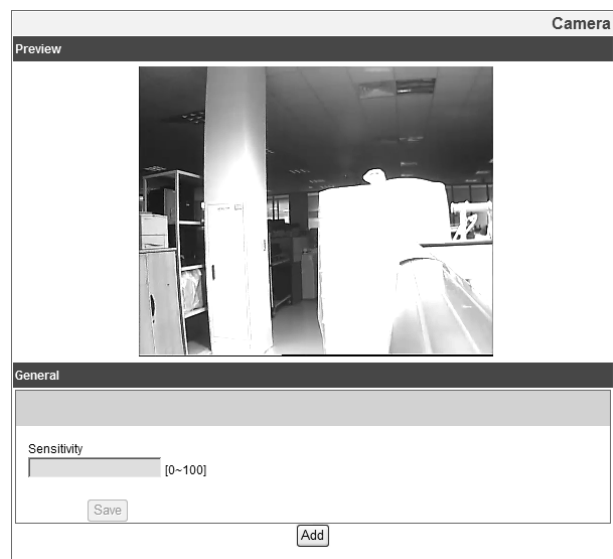 Camera
Preview
General
Sensitivity
[0~100]
Save
Add